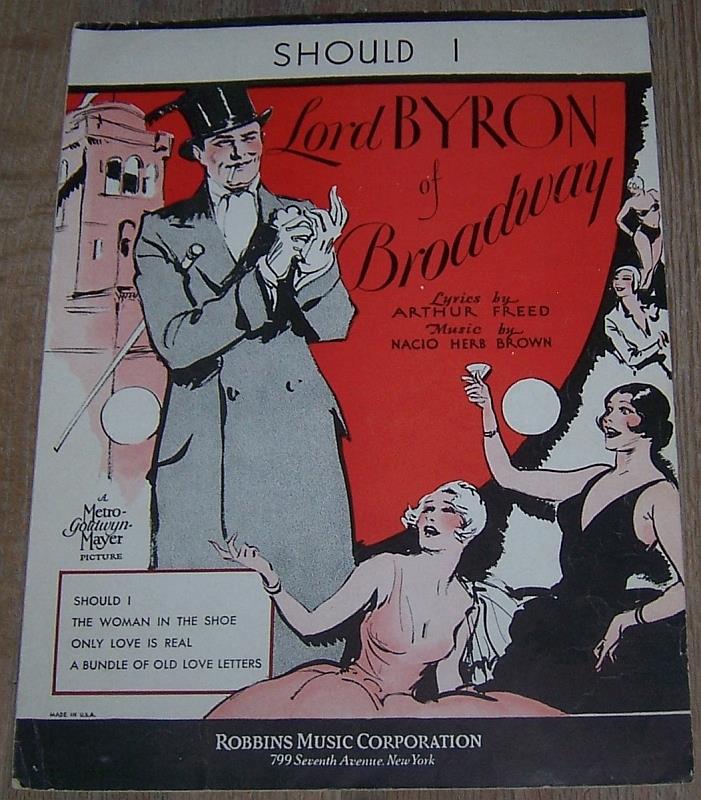 SHOULD I
Lord BYRON
of
Broadway
Lyrics by
ARTHUR FREED
Music by
NACIO HERB BROWN
A
Metro-
Goldwyn-
Mayer
PICTURE
SHOULD I
THE WOMAN IN THE SHOE
ONLY LOVE IS REAL
A BUNDLE OF OLD LOVE LETTERS
MADE IN U.S.A.
ROBBINS MUSIC CORPORATION
799 Seventh Avenue, New York